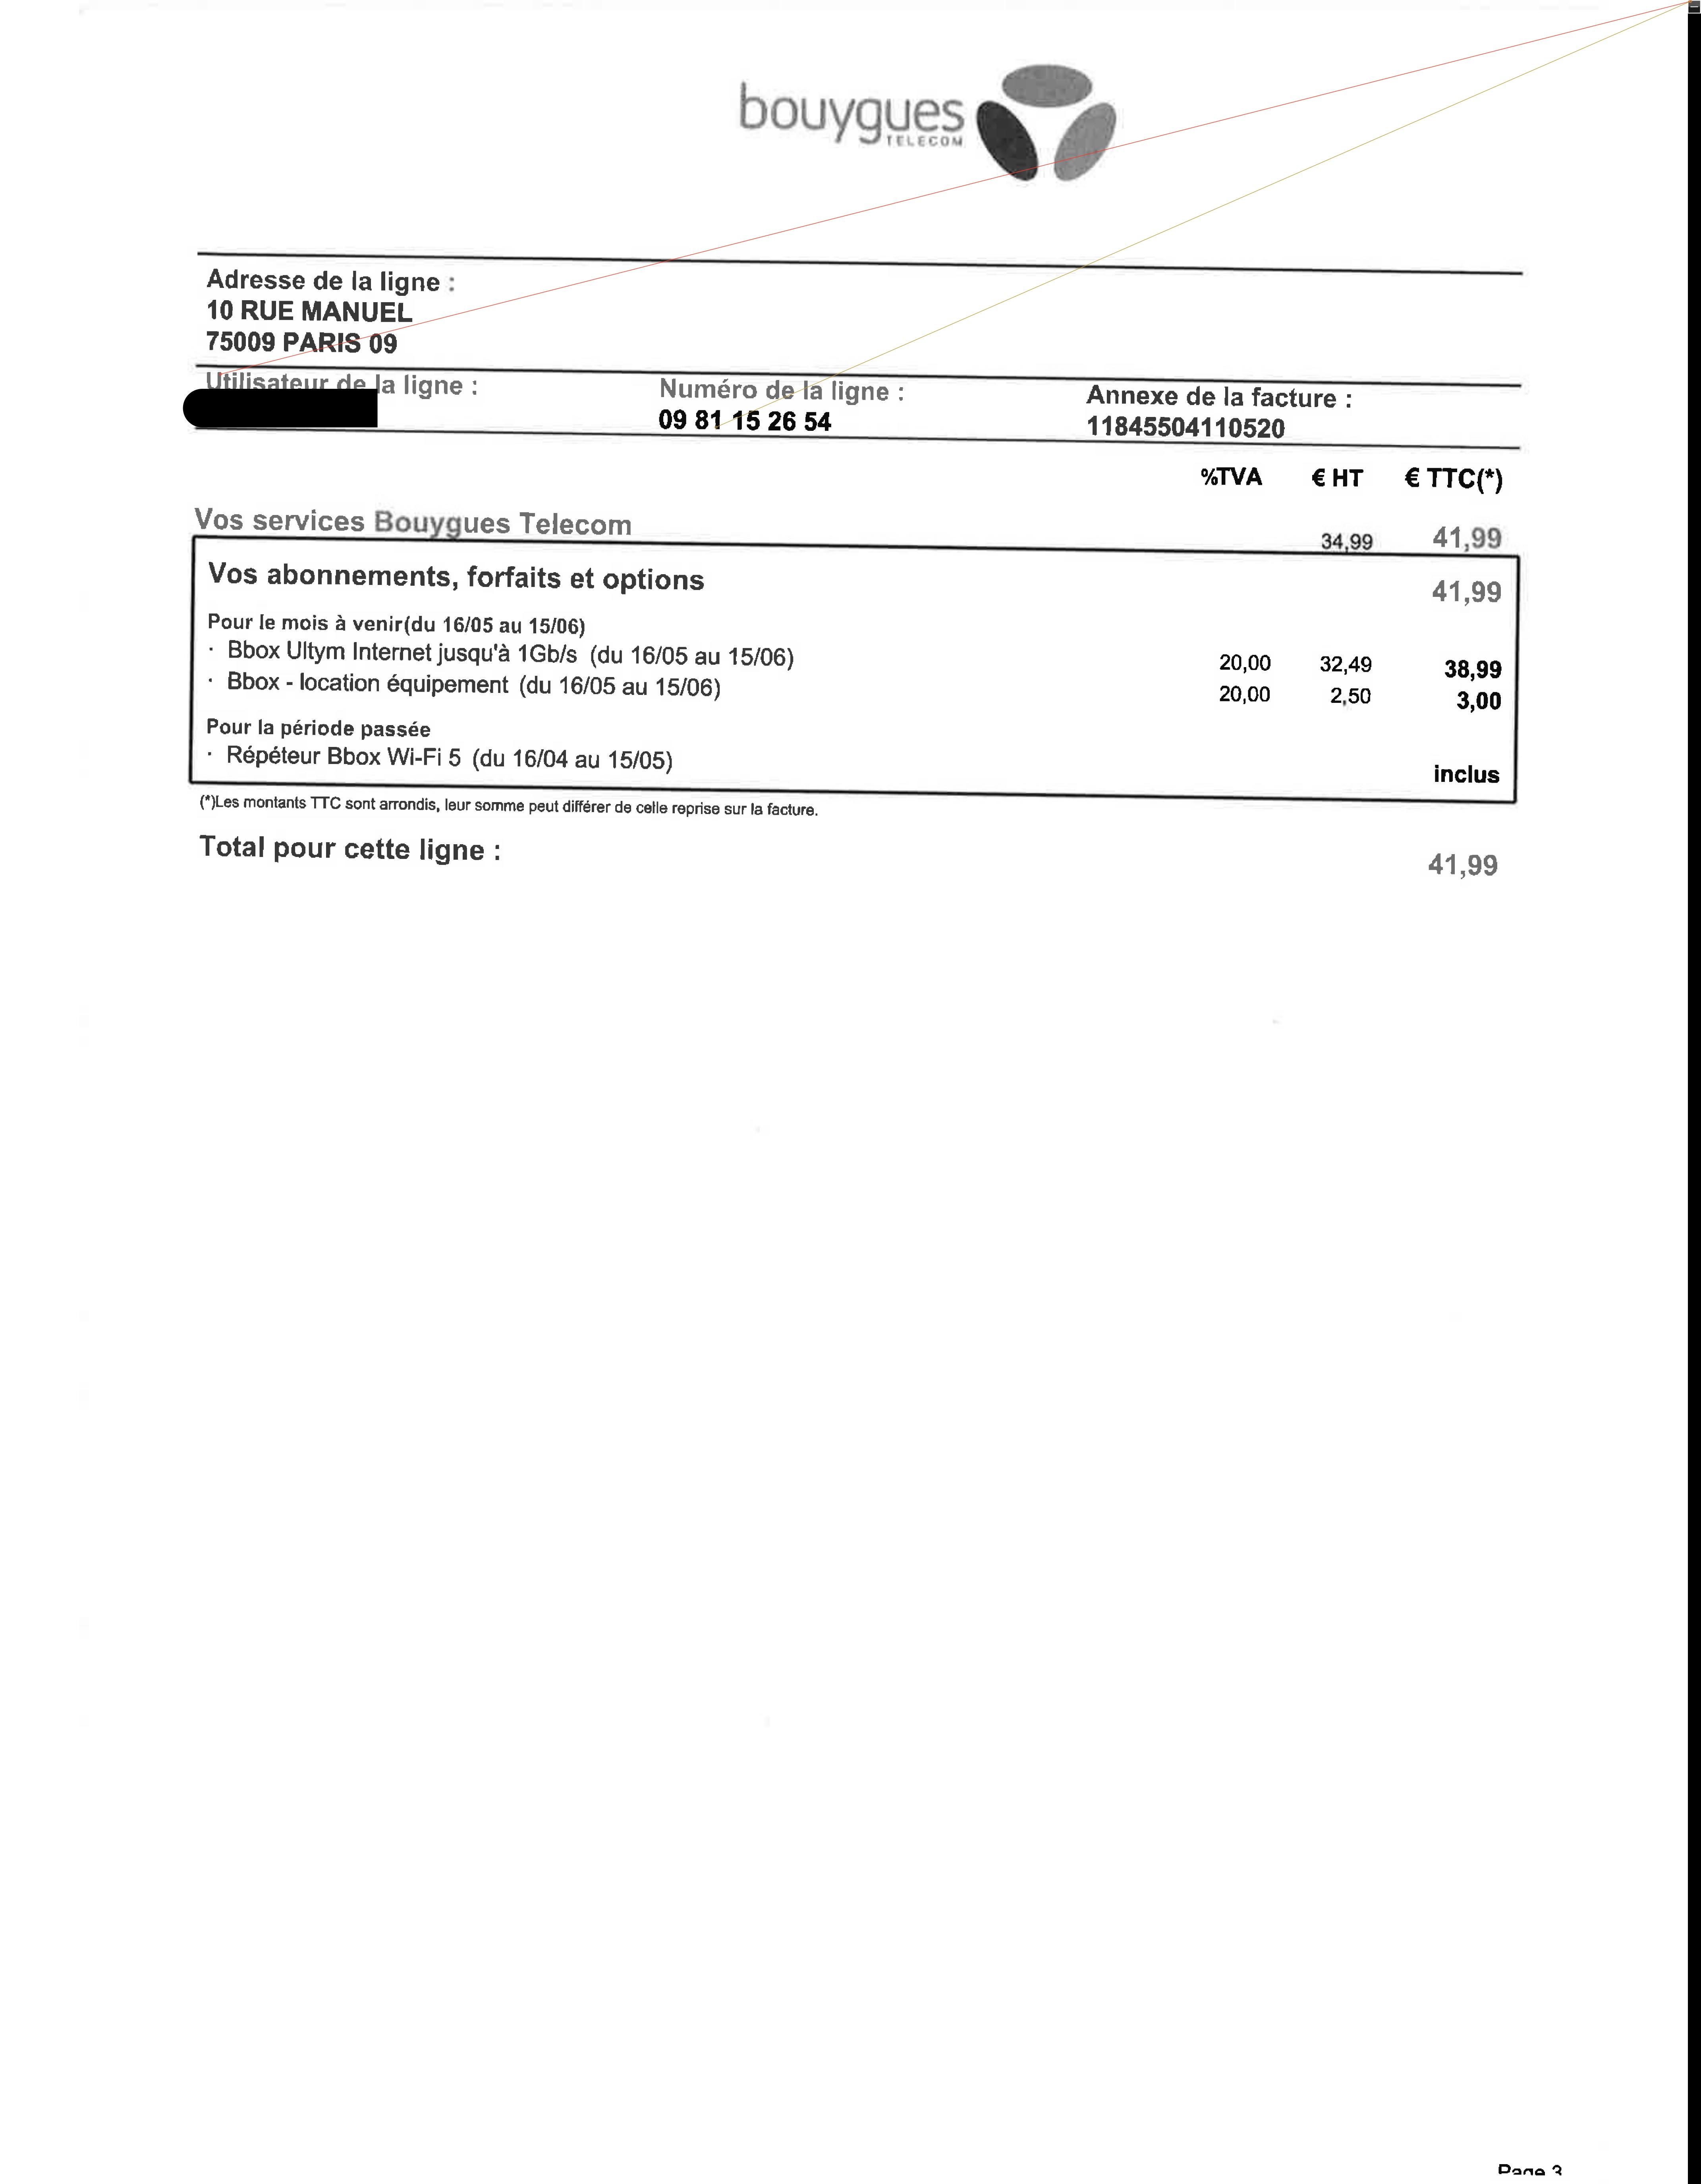 bouygues
TELECOM
Adresse de la ligne :
10 RUE MANUEL
75009 PARIS 09
Utilisateur de la ligne :
Numéro de la ligne :
09 81 15 26 54
Annexe de la facture :
11845504110520
%TVA € HT € TTC(*)
Vos services Bouygues Telecom 34,99 41,99
Vos abonnements, forfaits et options 41,99
Pour le mois à venir(du 16/05 au 15/06)
· Bbox Ultym Internet jusqu'à 1Gb/s (du 16/05 au 15/06) 20,00 32,49 38,99
· Bbox - location équipement (du 16/05 au 15/06) 20,00 2,50 3,00
Pour la période passée
· Répéteur Bbox Wi-Fi 5 (du 16/04 au 15/05) inclus
(*)Les montants TTC sont arrondis, leur somme peut différer de celle reprise sur la facture.
Total pour cette ligne : 41,99
Page 3